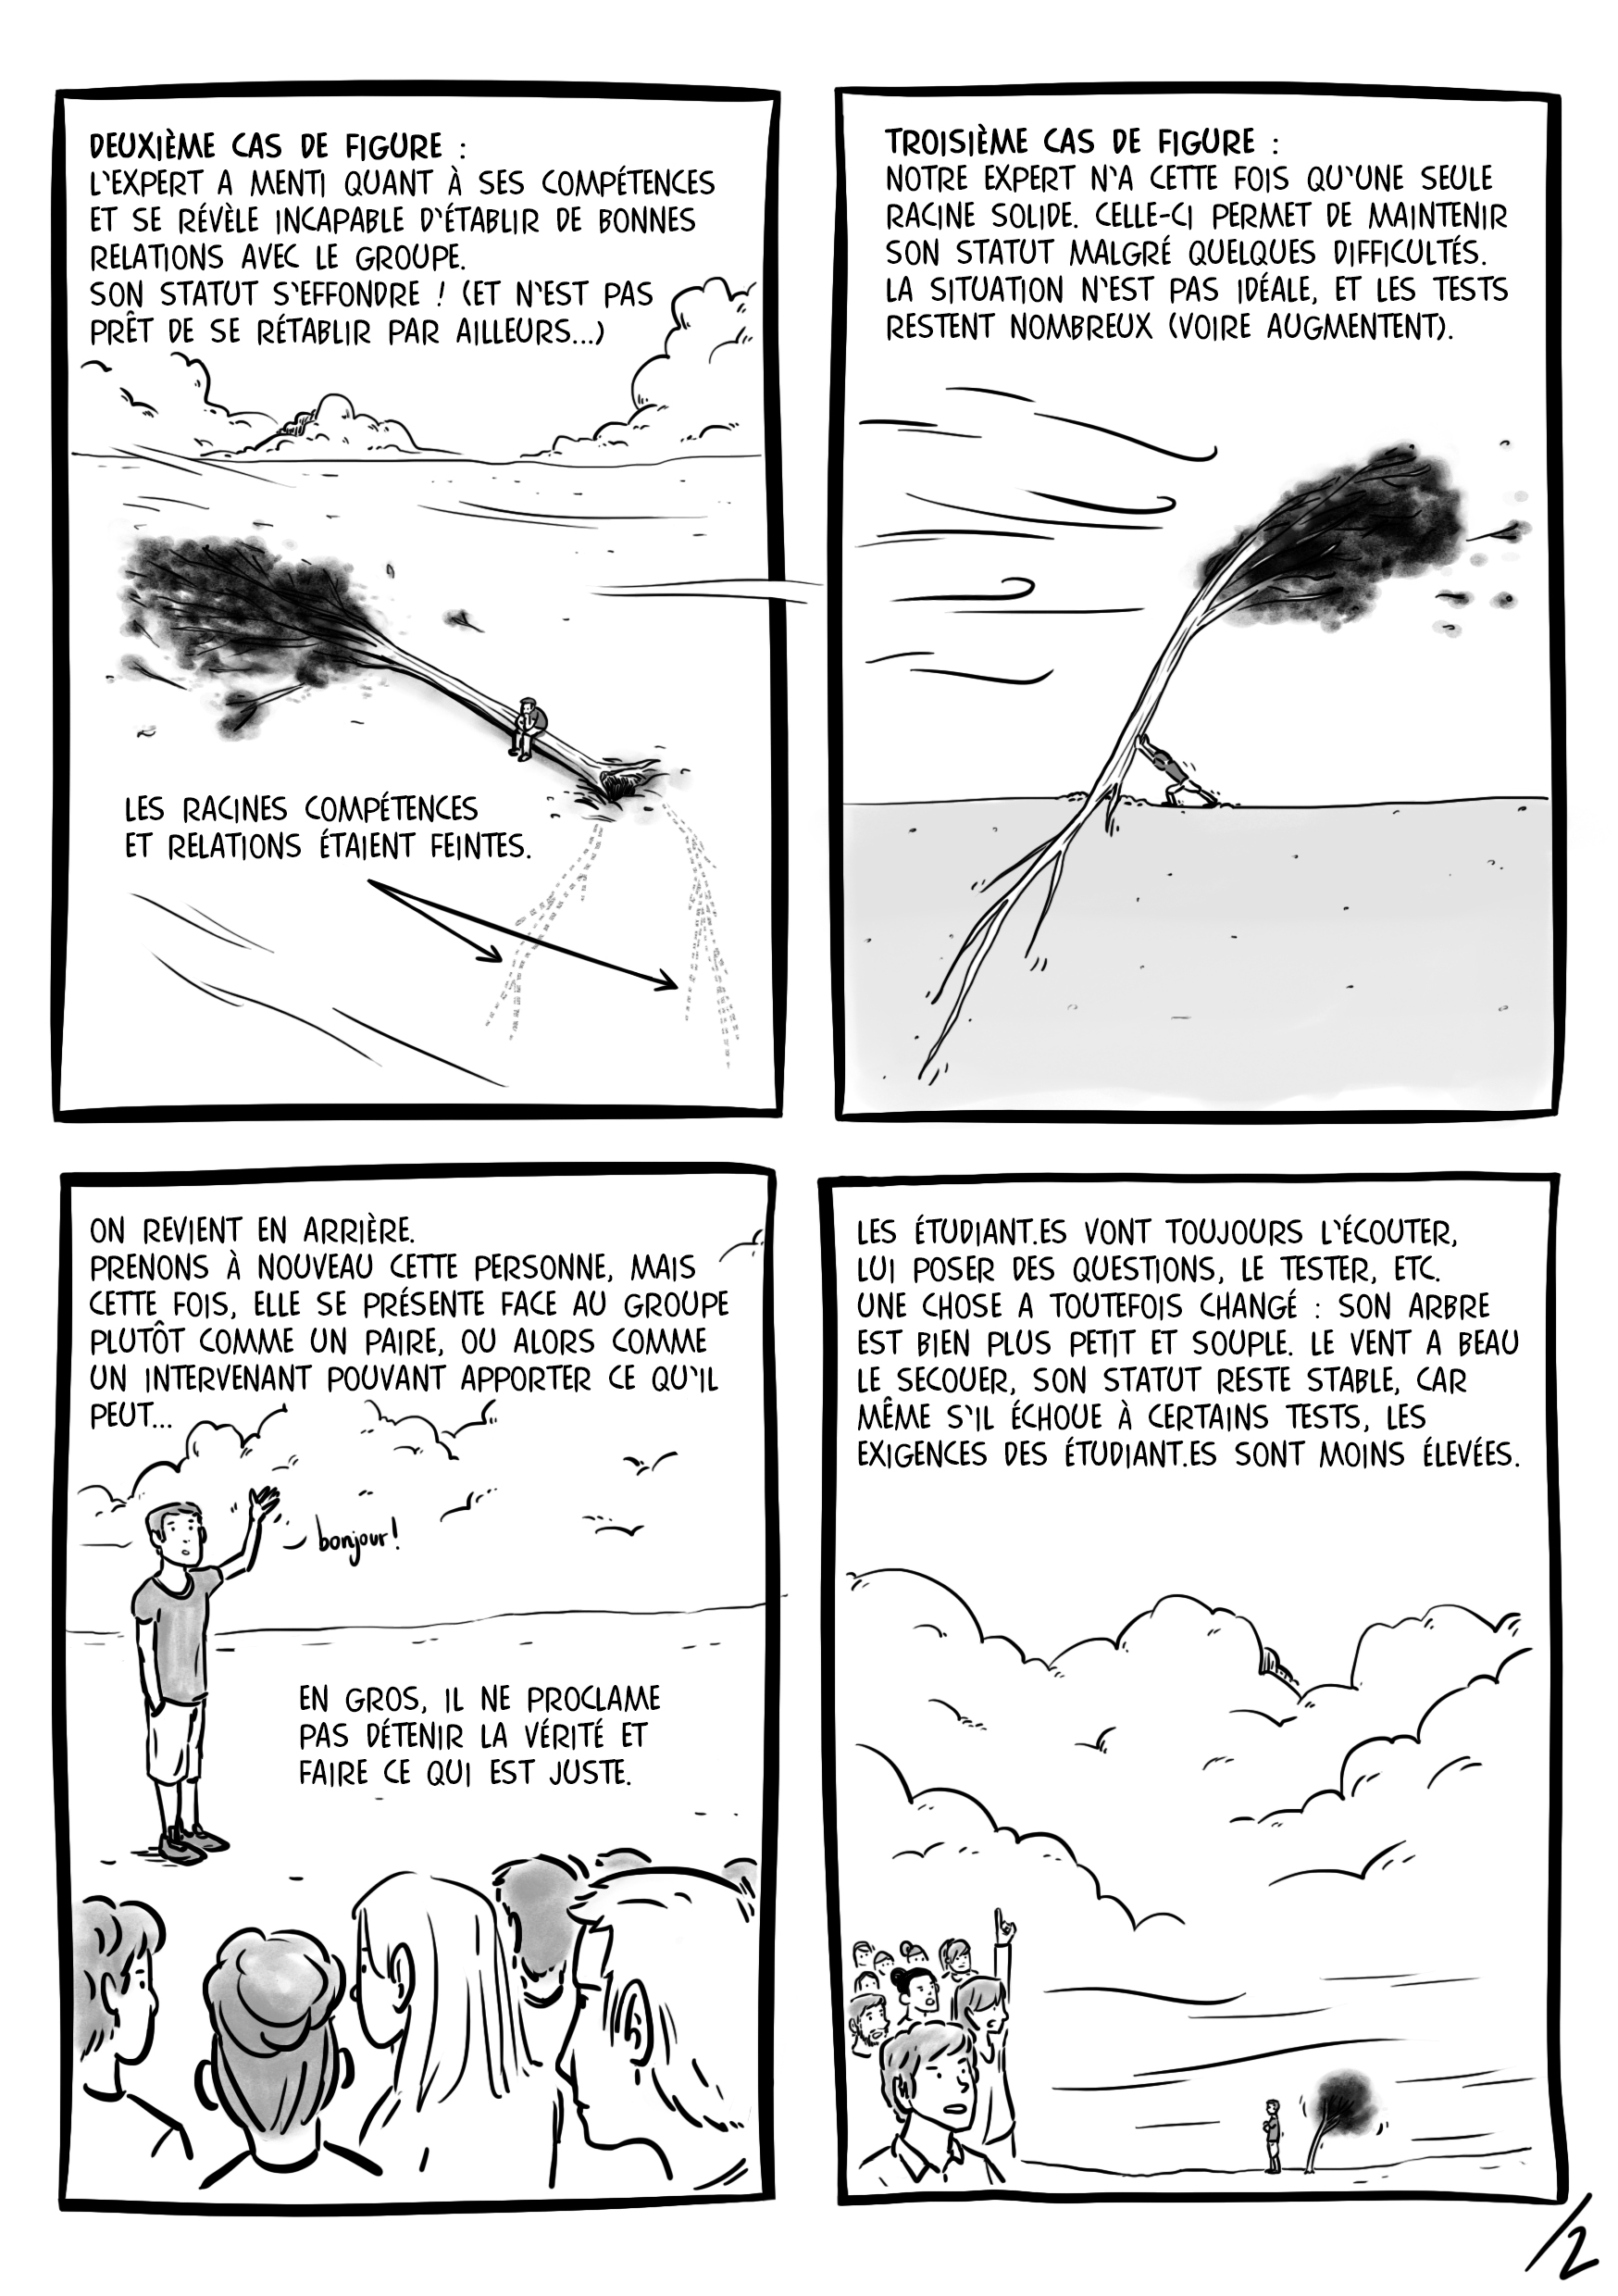 DEUXIÈME CAS DE FIGURE :
L'EXPERT A MENTI QUANT À SES COMPÉTENCES
ET SE RÉVÈLE INCAPABLE D'ÉTABLIR DE BONNES
RELATIONS AVEC LE GROUPE.
SON STATUT S'EFFONDRE ! (ET N'EST PAS
PRÊT DE SE RÉTABLIR PAR AILLEURS...)
LES RACINES COMPÉTENCES
ET RELATIONS ÉTAIENT FEINTES.
TROISIÈME CAS DE FIGURE :
NOTRE EXPERT N'A CETTE FOIS QU'UNE SEULE
RACINE SOLIDE. CELLE-CI PERMET DE MAINTENIR
SON STATUT MALGRÉ QUELQUES DIFFICULTÉS.
LA SITUATION N'EST PAS IDÉALE, ET LES TESTS
RESTENT NOMBREUX (VOIRE AUGMENTENT).
ON REVIENT EN ARRIÈRE.
PRENONS À NOUVEAU CETTE PERSONNE, MAIS
CETTE FOIS, ELLE SE PRÉSENTE FACE AU GROUPE
PLUTÔT COMME UN PAIRE, OU ALORS COMME
UN INTERVENANT POUVANT APPORTER CE QU'IL
PEUT...
bonjour!
EN GROS, IL NE PROCLAME
PAS DÉTENIR LA VÉRITÉ ET
FAIRE CE QUI EST JUSTE.
LES ÉTUDIANT.ES VONT TOUJOURS L'ÉCOUTER,
LUI POSER DES QUESTIONS, LE TESTER, ETC.
UNE CHOSE A TOUTEFOIS CHANGÉ : SON ARBRE
EST BIEN PLUS PETIT ET SOUPLE. LE VENT A BEAU
LE SECOUER, SON STATUT RESTE STABLE, CAR
MÊME S'IL ÉCHOUE À CERTAINS TESTS, LES
EXIGENCES DES ÉTUDIANT.ES SONT MOINS ÉLEVÉES.
/2